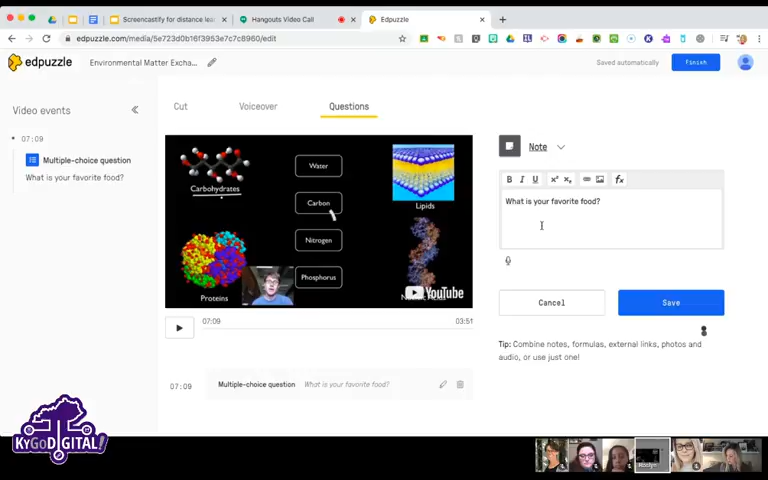 Screencastify for distance lea
Hangouts Video Call
Edpuzzle
edpuzzle.com/media/5e723d0b16f3953e7c7c8960/edit
edpuzzle
Environmental Matter Excha...
Saved automatically
Finish
Video events
Cut
Voiceover
Questions
07:09
Multiple-choice question
What is your favorite food?
Carbohydrates
Water
Carbon
Nitrogen
Phosphorus
Lipids
Proteins
YouTube
07:09
03:51
07:09
Multiple-choice question
What is your favorite food?
Note
B I U x² x₂ fx
What is your favorite food?
Cancel
Save
Tip: Combine notes, formulas, external links, photos and
audio, or use just one!
KyGoDigital!